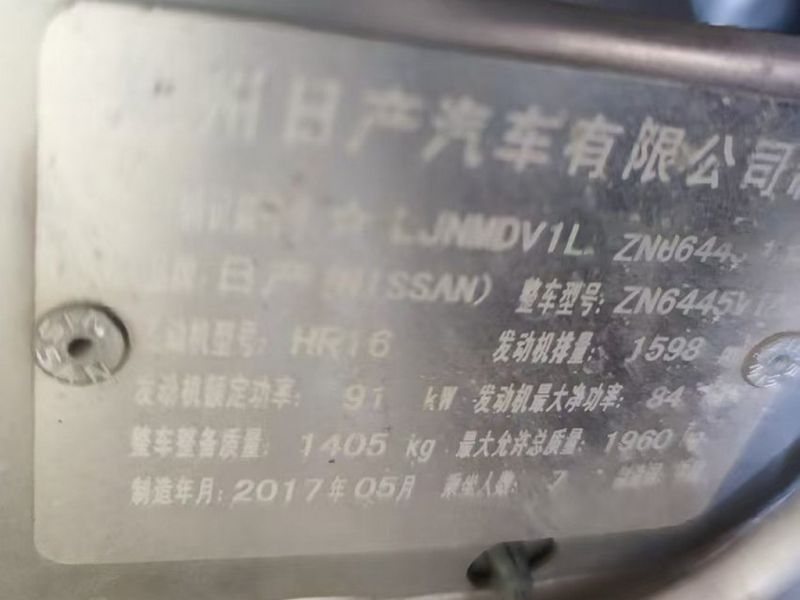 州日产汽车有限公司
LJNMDV1L
日产(NISSAN) 整车型号: ZN6445V
动机型号: HR16 发动机排量: 1598
发动机额定功率: 91 kW 发动机最大净功率: 84
整车整备质量: 1405 kg 最大允许总质量: 1960
制造年月: 2017年05月 乘坐人数: 7